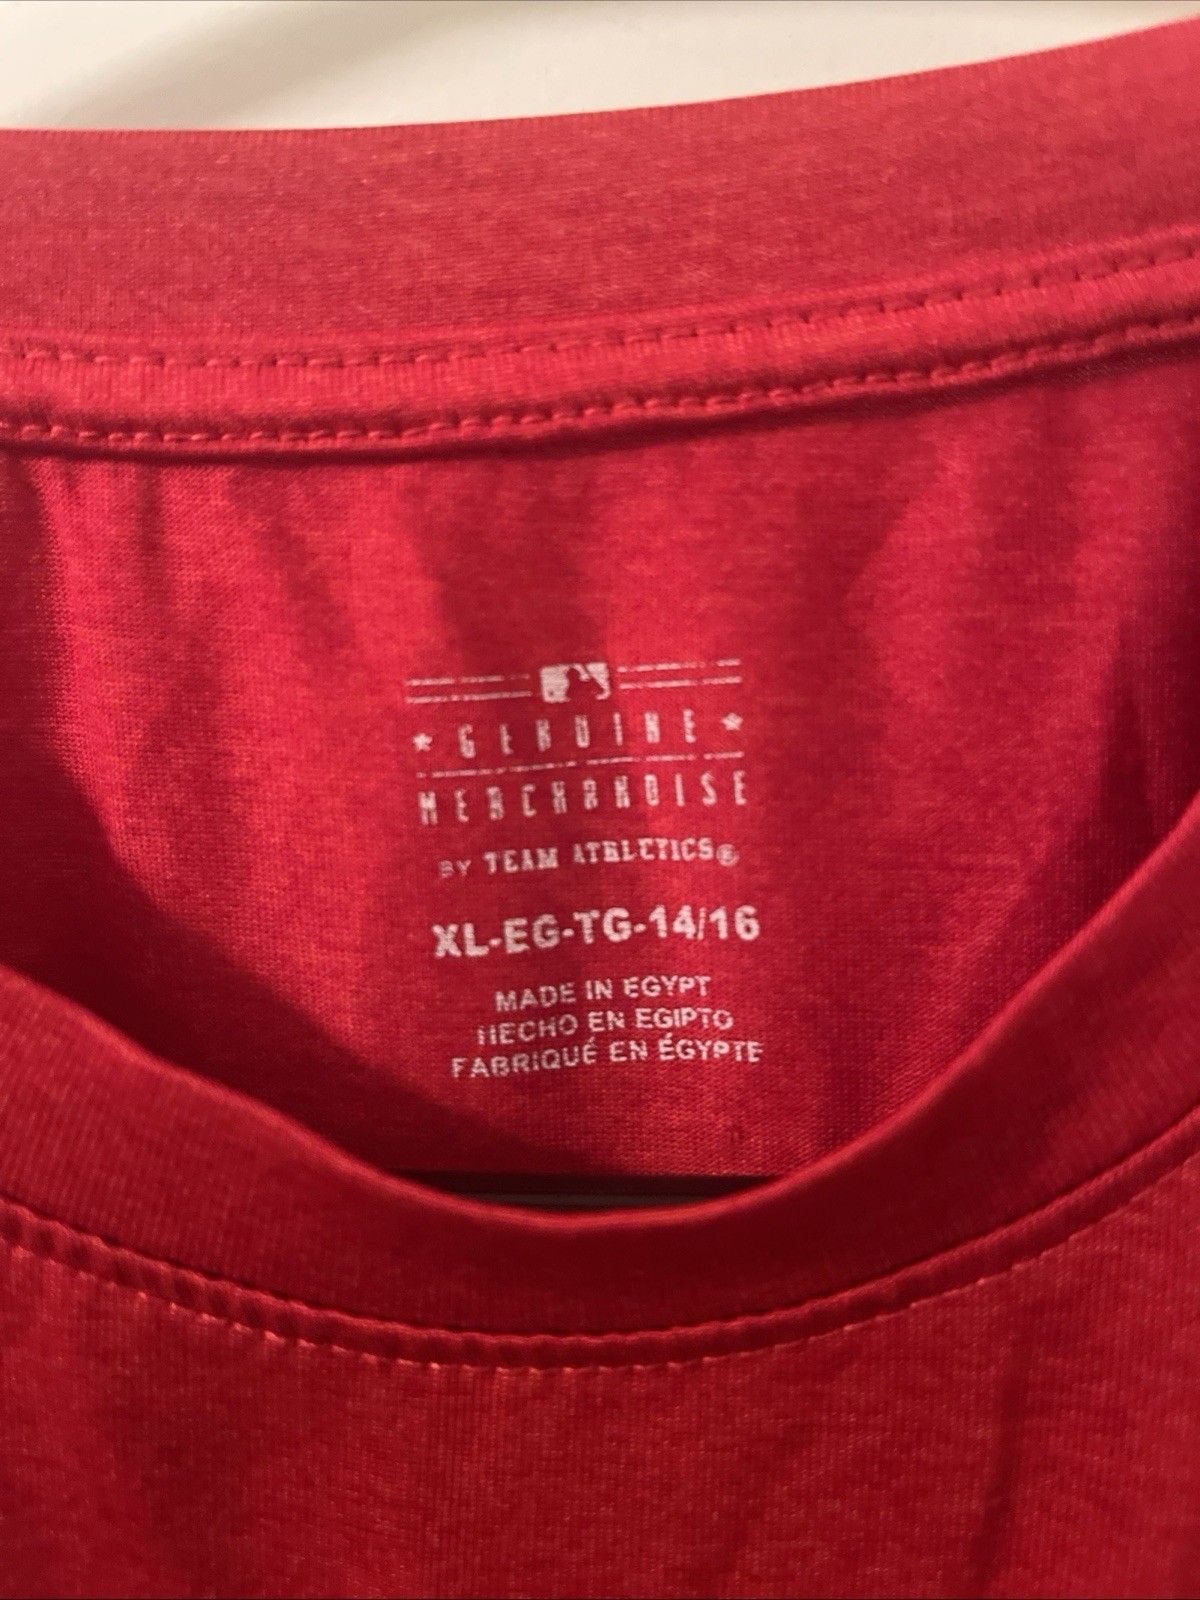 ★ GENUINE ★
MERCHANDISE
BY TEAM ATHLETICS®
XL-EG-TG-14/16
MADE IN EGYPT
HECHO EN EGIPTO
FABRIQUÉ EN ÉGYPTE